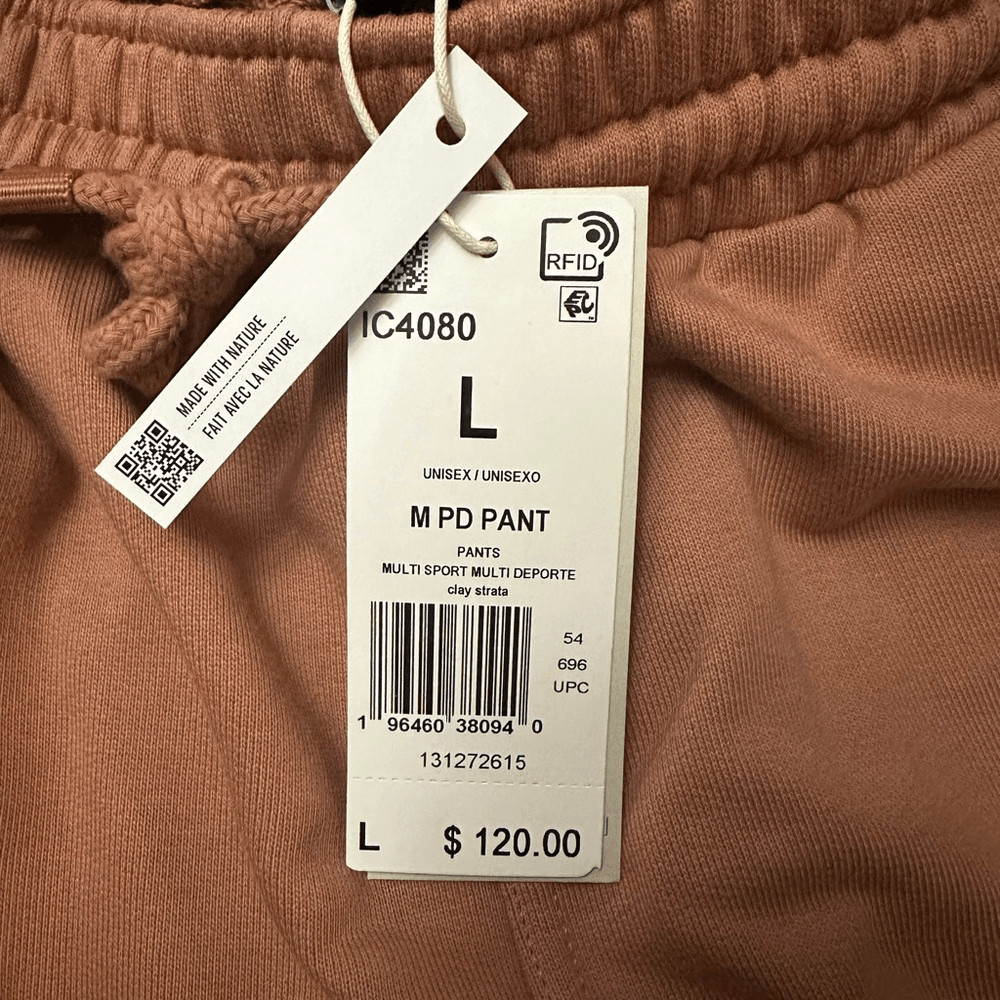 MADE WITH NATURE
FAIT AVEC LA NATURE
RFID
EPC
IC4080
L
UNISEX / UNISEXO
M PD PANT
PANTS
MULTI SPORT MULTI DEPORTE
clay strata
54
696
UPC
1 96460 38094 0
131272615
L $ 120.00